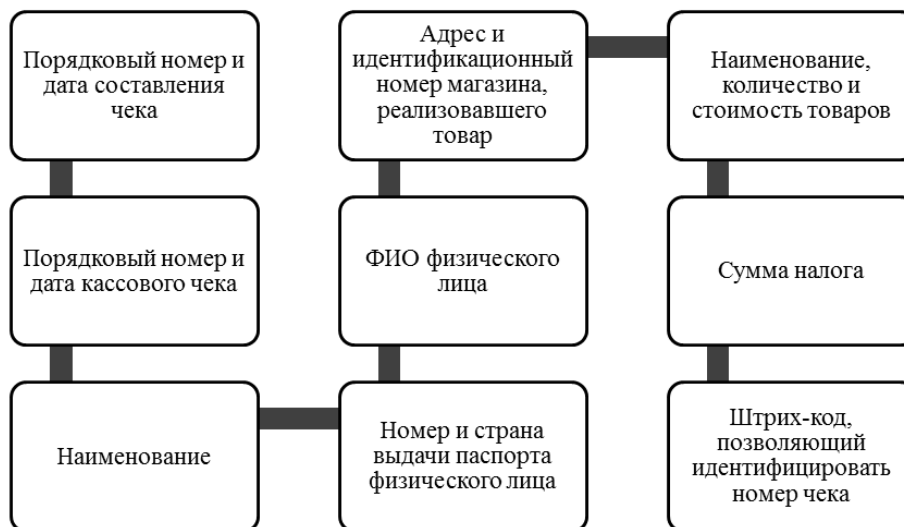 Порядковый номер и
дата составления
чека
Порядковый номер и
дата кассового чека
Наименование
Номер и страна
выдачи паспорта
физического лица
ФИО физического
лица
Адрес и
идентификационный
номер магазина,
реализовавшего
товар
Наименование,
количество и
стоимость товаров
Сумма налога
Штрих-код,
позволяющий
идентифицировать
номер чека